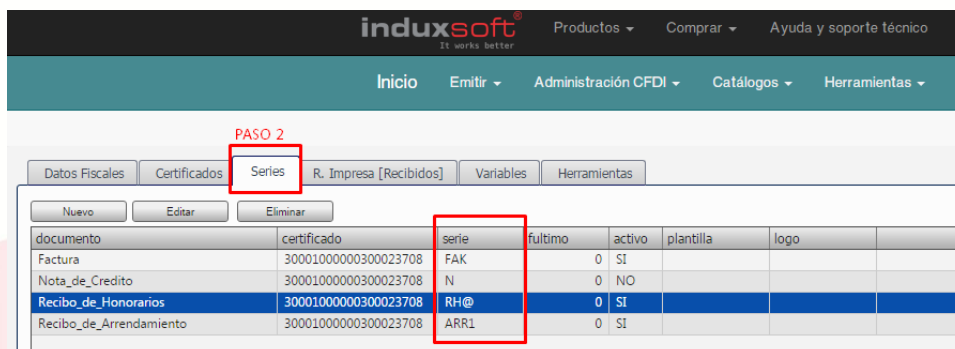 induxsoft®
It works better
Productos Comprar Ayuda y soporte técnico
Inicio Emitir Administración CFDI Catálogos Herramientas
PASO 2
Datos Fiscales Certificados Series R. Impresa [Recibidos] Variables Herramientas
Nuevo Editar Eliminar
documento certificado serie fultimo activo plantilla logo
Factura 30001000000300023708 FAK 0 SI
Nota_de_Credito 30001000000300023708 N 0 NO
Recibo_de_Honorarios 30001000000300023708 RH@ 0 SI
Recibo_de_Arrendamiento 30001000000300023708 ARR1 0 SI